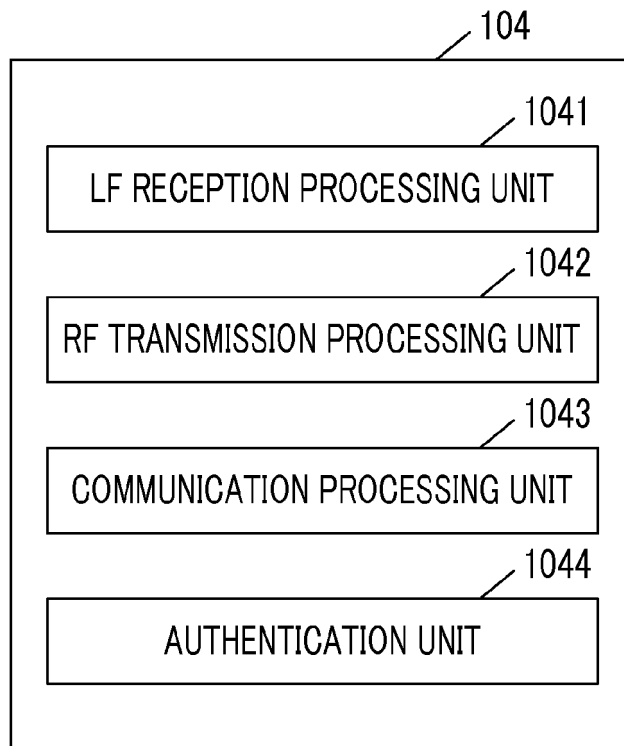 104
1041
LF RECEPTION PROCESSING UNIT
1042
RF TRANSMISSION PROCESSING UNIT
1043
COMMUNICATION PROCESSING UNIT
1044
AUTHENTICATION UNIT